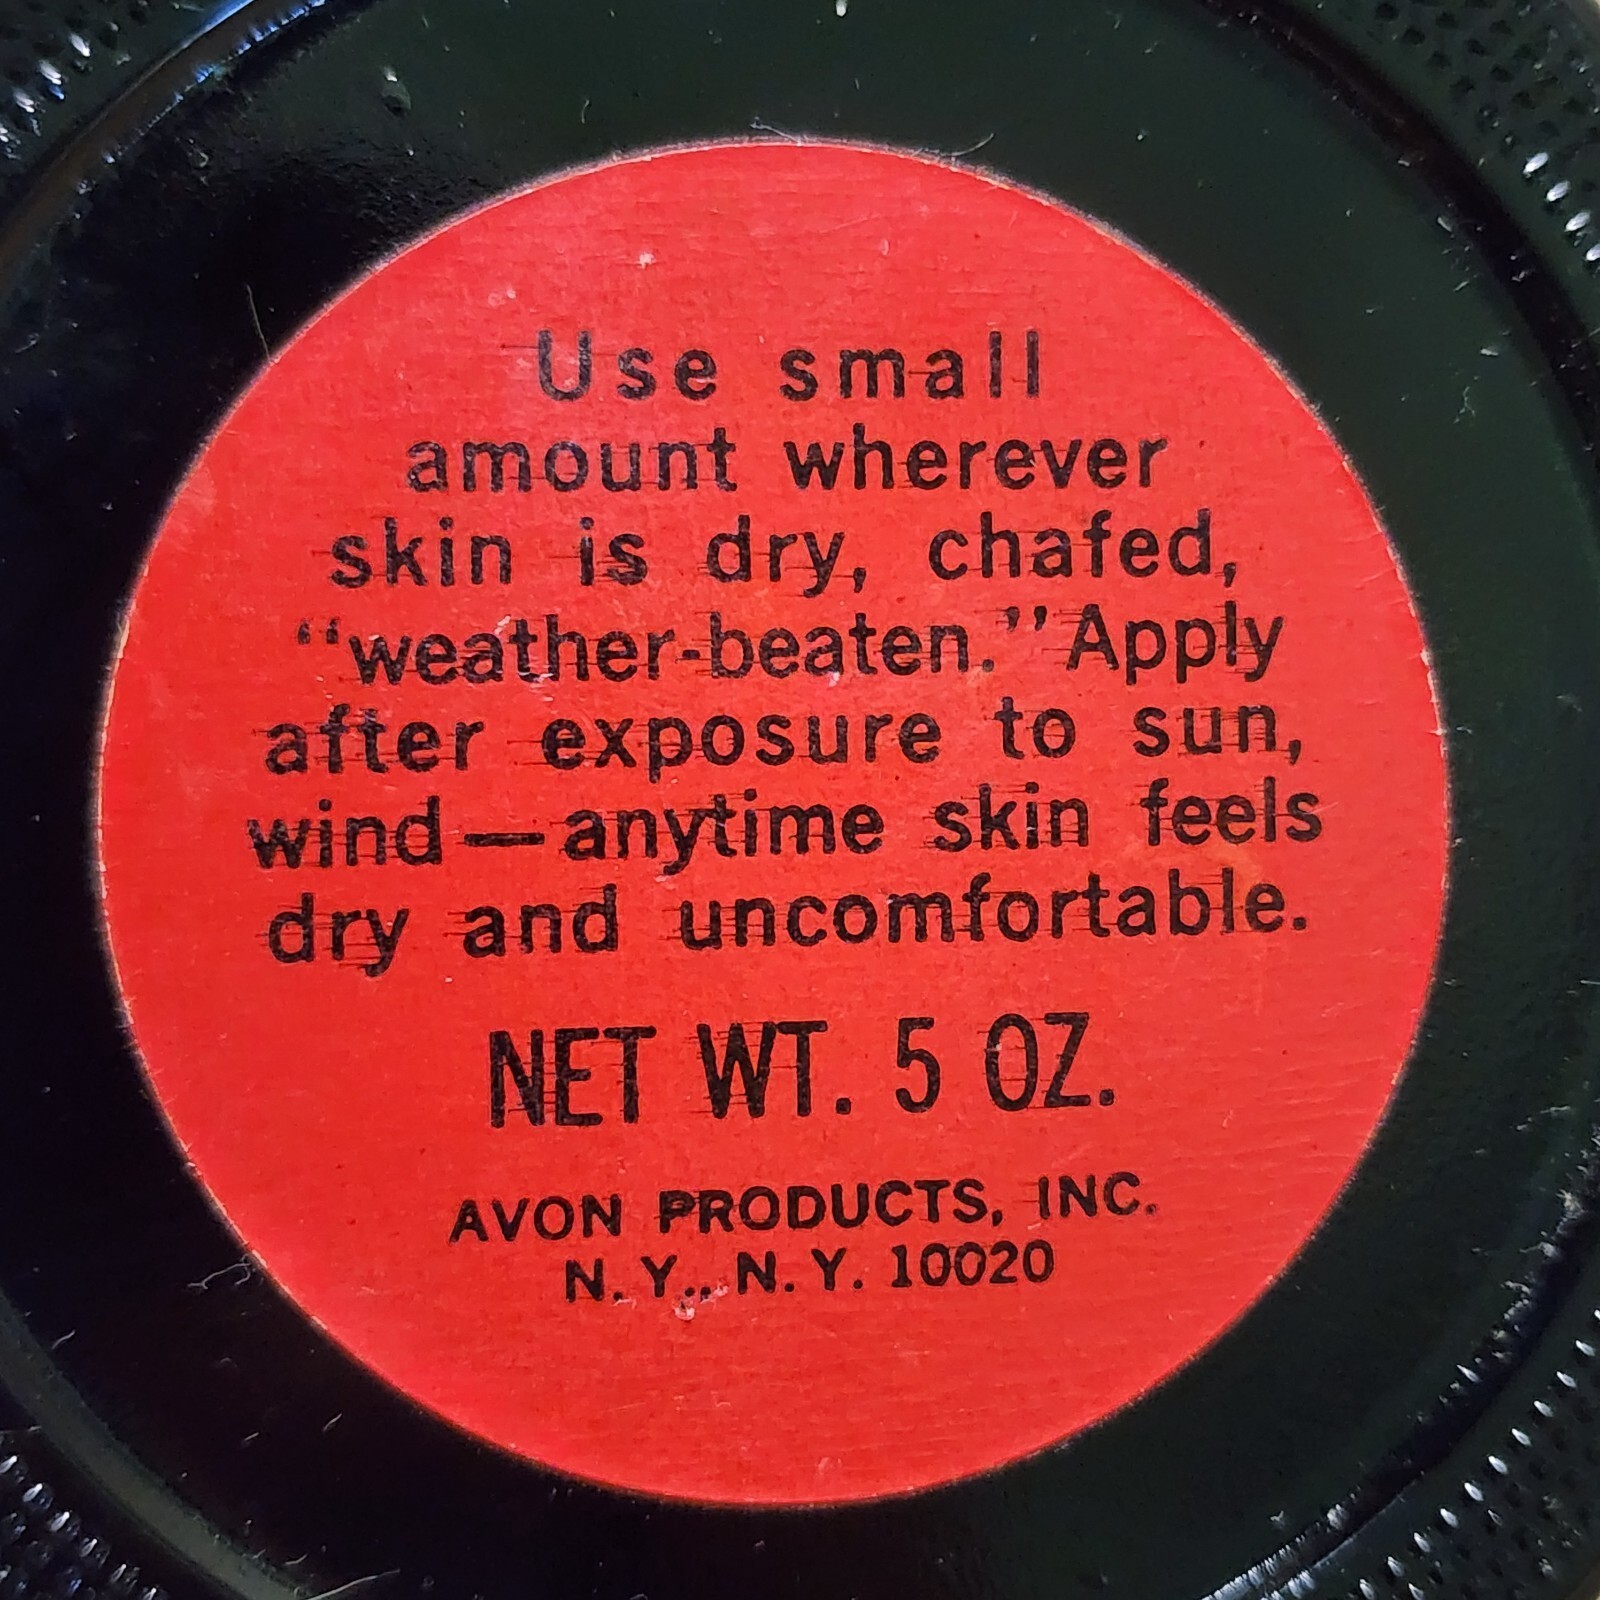 Use small
amount wherever
skin is dry, chafed,
“weather-beaten.” Apply
after exposure to sun,
wind — anytime skin feels
dry and uncomfortable.
NET WT. 5 OZ.
AVON PRODUCTS, INC.
N. Y., N. Y. 10020